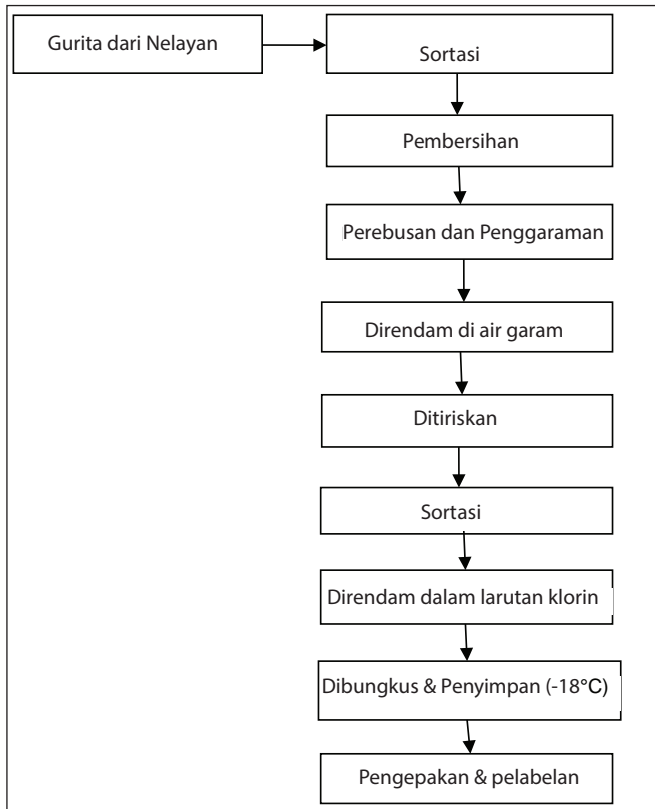 Gurita dari Nelayan
Sortasi
Pembersihan
Perebusan dan Penggaraman
Direndam di air garam
Ditiriskan
Sortasi
Direndam dalam larutan klorin
Dibungkus & Penyimpan (-18°C)
Pengepakan & pelabelan